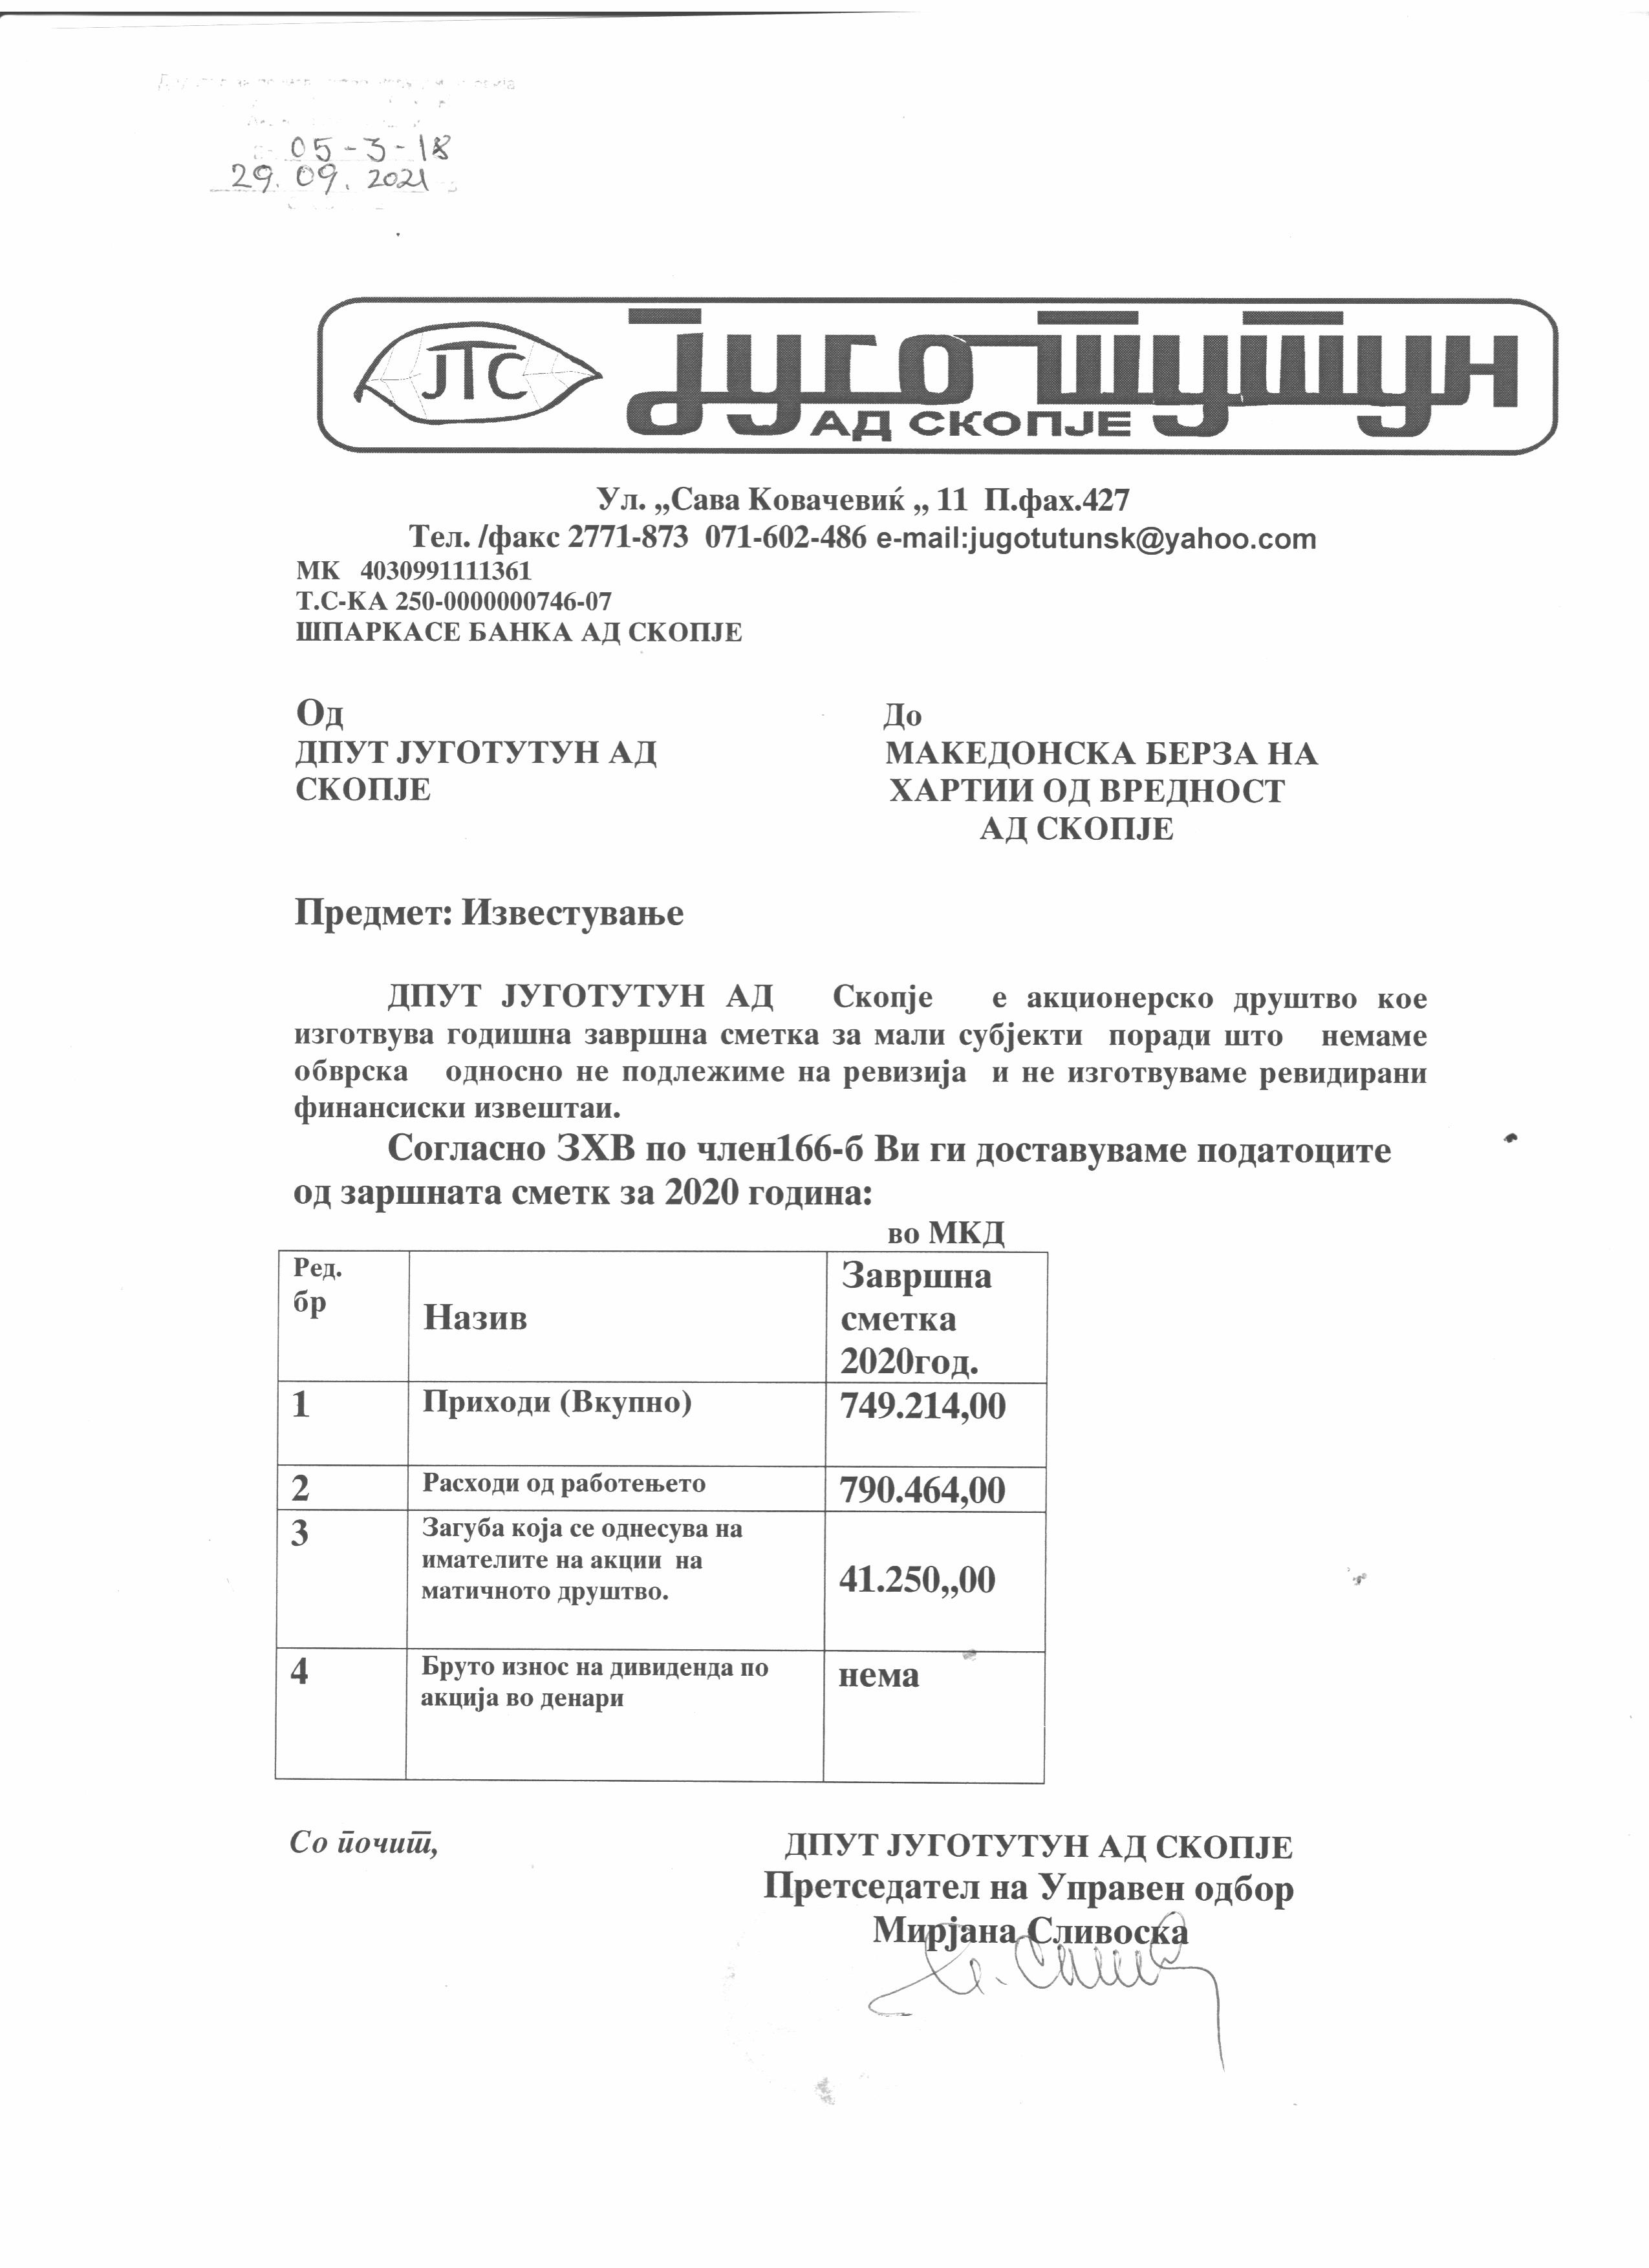 05-3-18
29.09.2021
ЈТС
Југотутун
АД СКОПЈЕ
Ул. „Сава Ковачевиќ „ 11 П.фах.427
Тел. /факс 2771-873 071-602-486 e-mail:jugotutunsk@yahoo.com
МК 4030991111361
Т.С-КА 250-0000000746-07
ШПАРКАСЕ БАНКА АД СКОПЈЕ
Од
ДПУТ ЈУГОТУТУН АД
СКОПЈЕ
До
МАКЕДОНСКА БЕРЗА НА
ХАРТИИ ОД ВРЕДНОСТ
АД СКОПЈЕ
Предмет: Известување
ДПУТ ЈУГОТУТУН АД Скопје е акционерско друштво кое
изготвува годишна завршна сметка за мали субјекти поради што немаме
обврска односно не подлежиме на ревизија и не изготвуваме ревидирани
финансиски извештаи.
Согласно ЗХВ по член166-б Ви ги доставуваме податоците
од заршната сметк за 2020 година:
во МКД
Ред.
бр
Назив
Завршна
сметка
2020год.
1 Приходи (Вкупно) 749.214,00
2 Расходи од работењето 790.464,00
3 Загуба која се однесува на
имателите на акции на
матичното друштво.
41.250,,00
4 Бруто износ на дивиденда по
акција во денари
нема
Со почит,
ДПУТ ЈУГОТУТУН АД СКОПЈЕ
Претседател на Управен одбор
Мирјана Сливоска